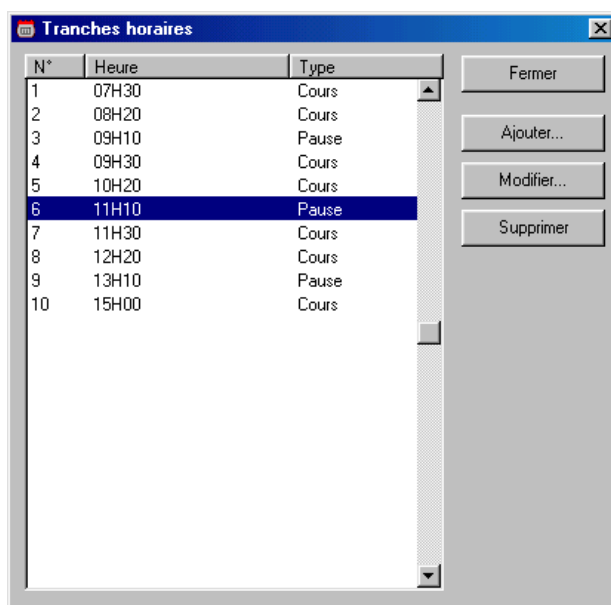 Tranches horaires
N° Heure Type
1 07H30 Cours
2 08H20 Cours
3 09H10 Pause
4 09H30 Cours
5 10H20 Cours
6 11H10 Pause
7 11H30 Cours
8 12H20 Cours
9 13H10 Pause
10 15H00 Cours
Fermer
Ajouter...
Modifier...
Supprimer